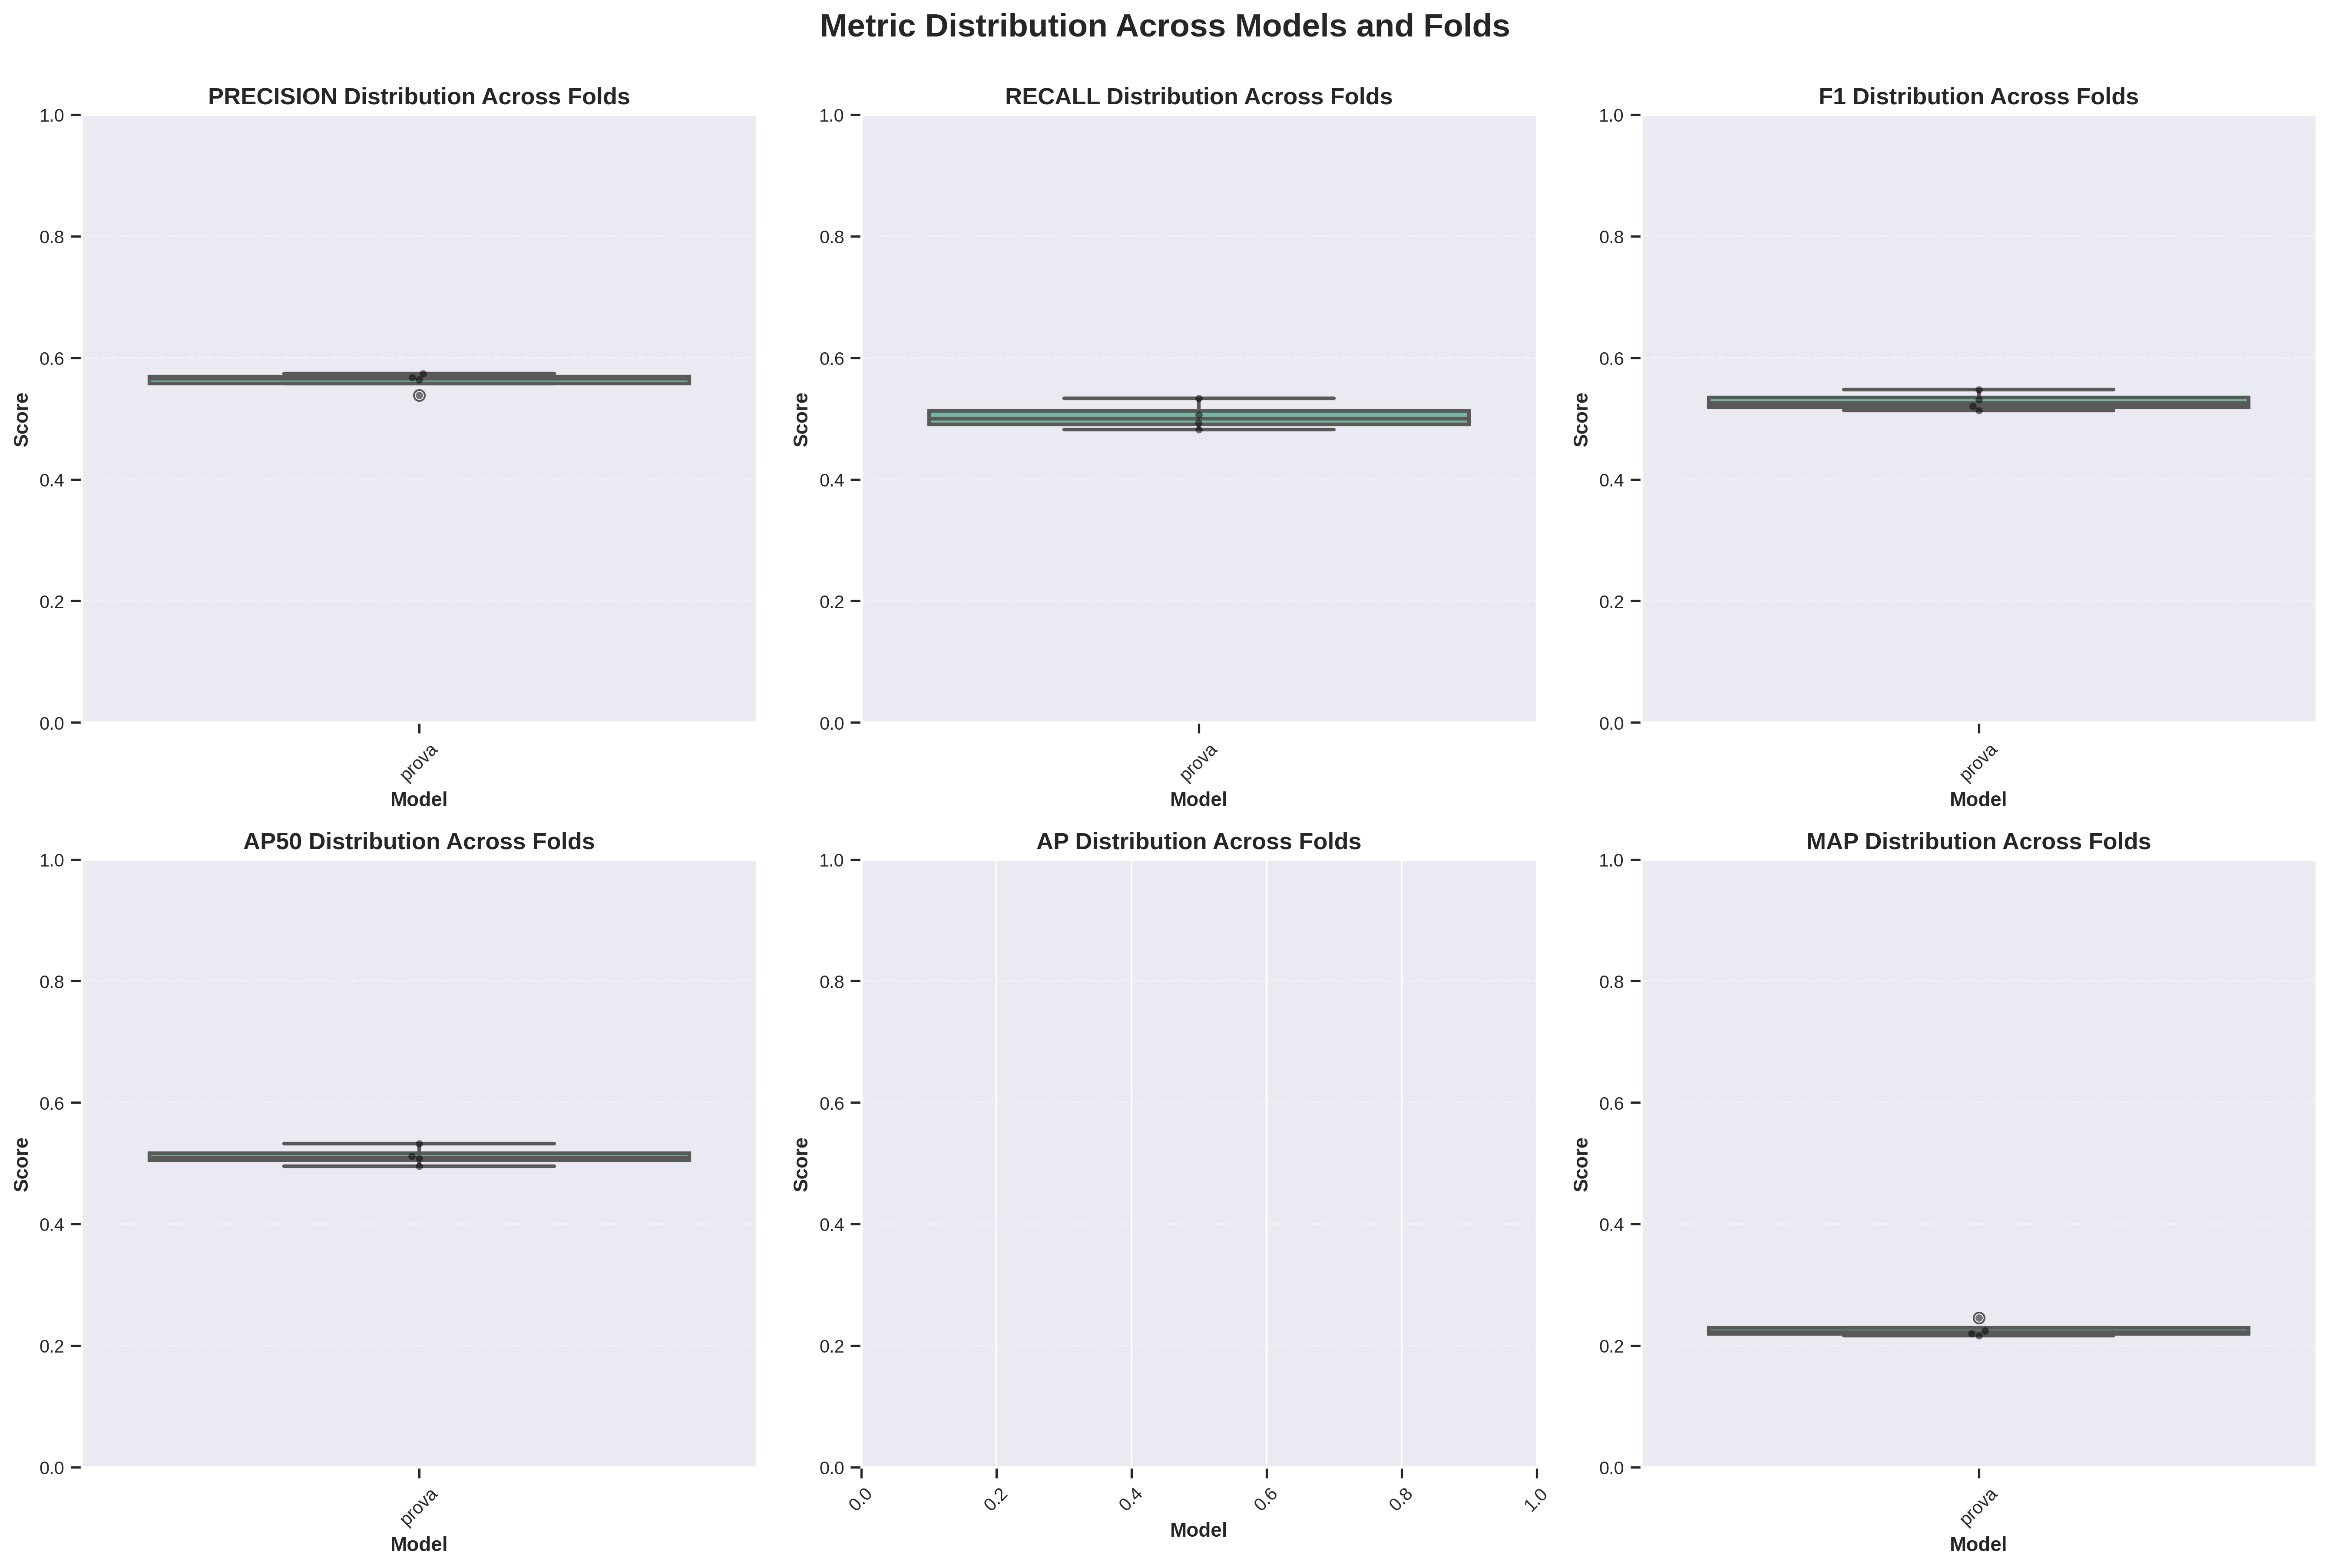 Metric Distribution Across Models and Folds
PRECISION Distribution Across Folds
1.0
0.8
0.6
0.4
0.2
0.0
Score
prova
Model
RECALL Distribution Across Folds
1.0
0.8
0.6
0.4
0.2
0.0
Score
prova
Model
F1 Distribution Across Folds
1.0
0.8
0.6
0.4
0.2
0.0
Score
prova
Model
AP50 Distribution Across Folds
1.0
0.8
0.6
0.4
0.2
0.0
Score
prova
Model
AP Distribution Across Folds
1.0
0.8
0.6
0.4
0.2
0.0
Score
0.0 0.2 0.4 0.6 0.8 1.0
Model
MAP Distribution Across Folds
1.0
0.8
0.6
0.4
0.2
0.0
Score
prova
Model